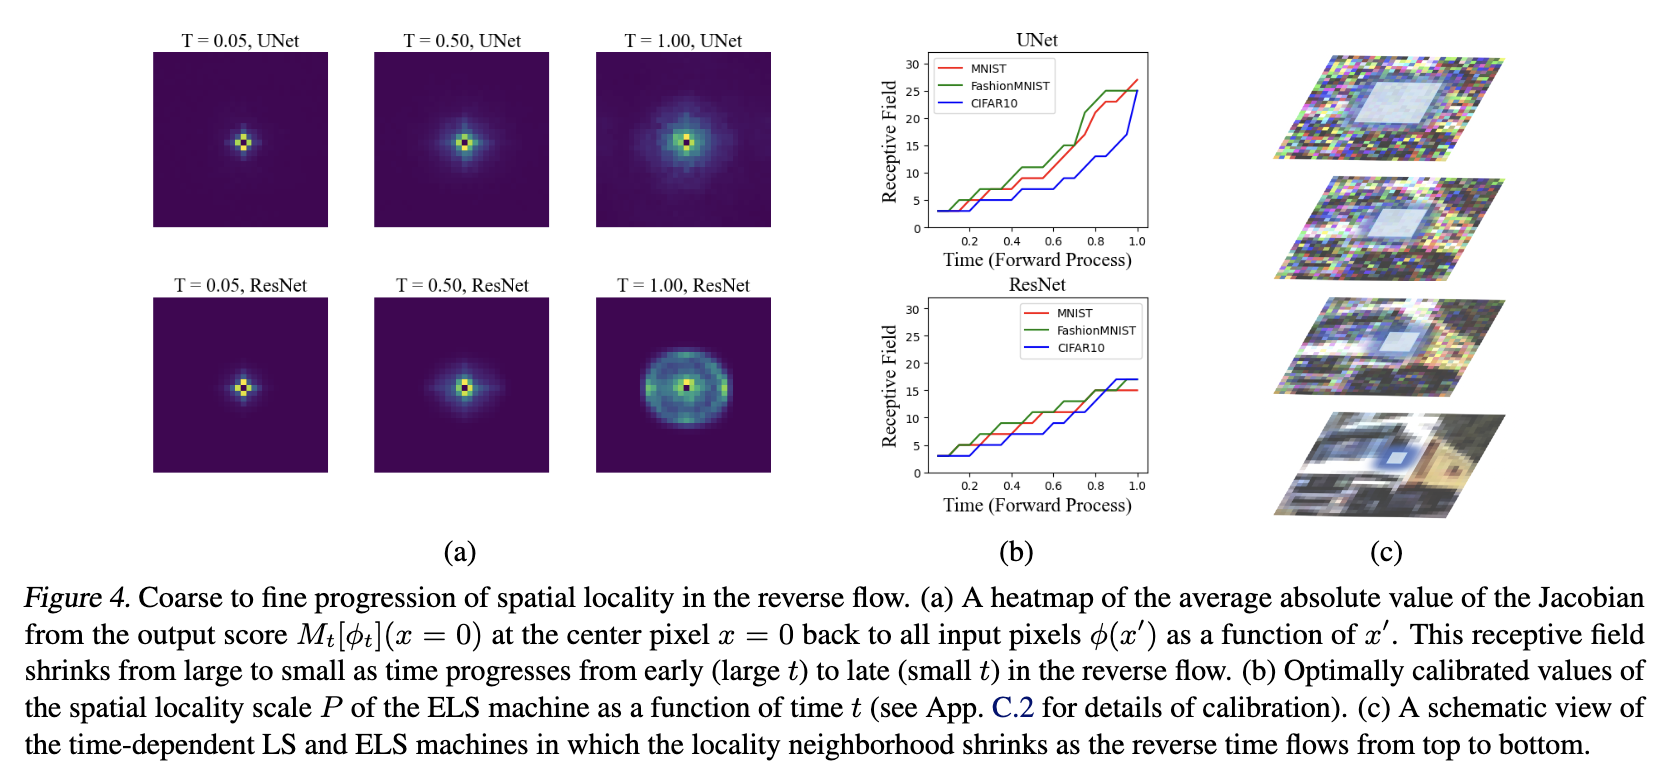 T = 0.05, UNet
T = 0.50, UNet
T = 1.00, UNet
T = 0.05, ResNet
T = 0.50, ResNet
T = 1.00, ResNet
(a)
UNet
MNIST
FashionMNIST
CIFAR10
Receptive Field
30
25
20
15
10
5
0
0.2 0.4 0.6 0.8 1.0
Time (Forward Process)
ResNet
MNIST
FashionMNIST
CIFAR10
Receptive Field
30
25
20
15
10
5
0
0.2 0.4 0.6 0.8 1.0
Time (Forward Process)
(b)
(c)
Figure 4. Coarse to fine progression of spatial locality in the reverse flow. (a) A heatmap of the average absolute value of the Jacobian
from the output score Mₜ[ϕₜ](x = 0) at the center pixel x = 0 back to all input pixels ϕ(x′) as a function of x′. This receptive field
shrinks from large to small as time progresses from early (large t) to late (small t) in the reverse flow. (b) Optimally calibrated values of
the spatial locality scale P of the ELS machine as a function of time t (see App. C.2 for details of calibration). (c) A schematic view of
the time-dependent LS and ELS machines in which the locality neighborhood shrinks as the reverse time flows from top to bottom.